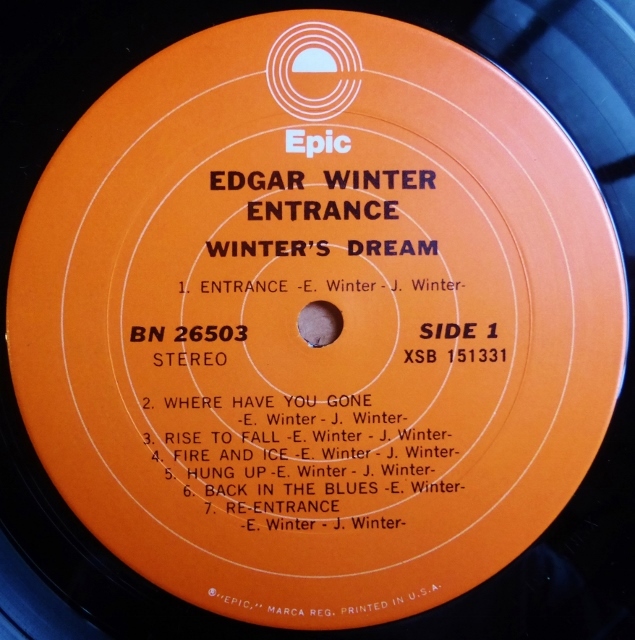 Epic
EDGAR WINTER
ENTRANCE
WINTER'S DREAM
1. ENTRANCE -E. Winter - J. Winter-
BN 26503
STEREO
SIDE 1
XSB 151331
2. WHERE HAVE YOU GONE
-E. Winter - J. Winter-
3. RISE TO FALL -E. Winter - J. Winter-
4. FIRE AND ICE -E. Winter - J. Winter-
5. HUNG UP -E. Winter - J. Winter-
6. BACK IN THE BLUES -E. Winter-
7. RE-ENTRANCE
-E. Winter - J. Winter-
®"EPIC," MARCA REG. PRINTED IN U.S.A.